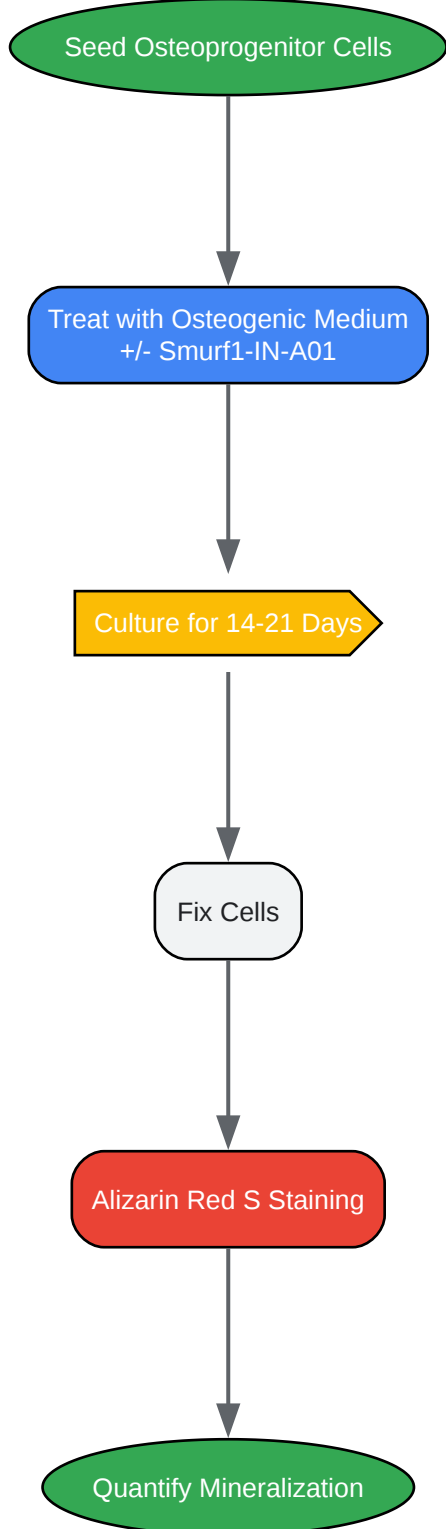 Seed Osteoprogenitor Cells
Treat with Osteogenic Medium
+/- Smurf1-IN-A01
Culture for 14-21 Days
Fix Cells
Alizarin Red S Staining
Quantify Mineralization